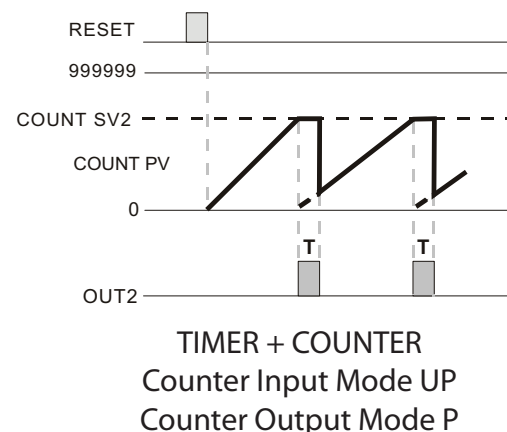 RESET
999999
COUNT SV2
COUNT PV
0
T T
OUT2
TIMER + COUNTER
Counter Input Mode UP
Counter Output Mode P